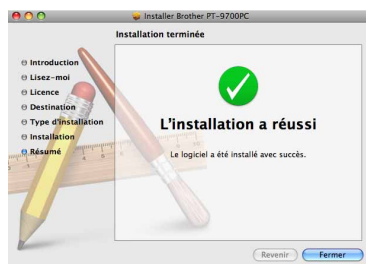 Installer Brother PT-9700PC
Installation terminée
Introduction
Lisez-moi
Licence
Destination
Type d'installation
Installation
Résumé
L'installation a réussi
Le logiciel a été installé avec succès.
Revenir
Fermer